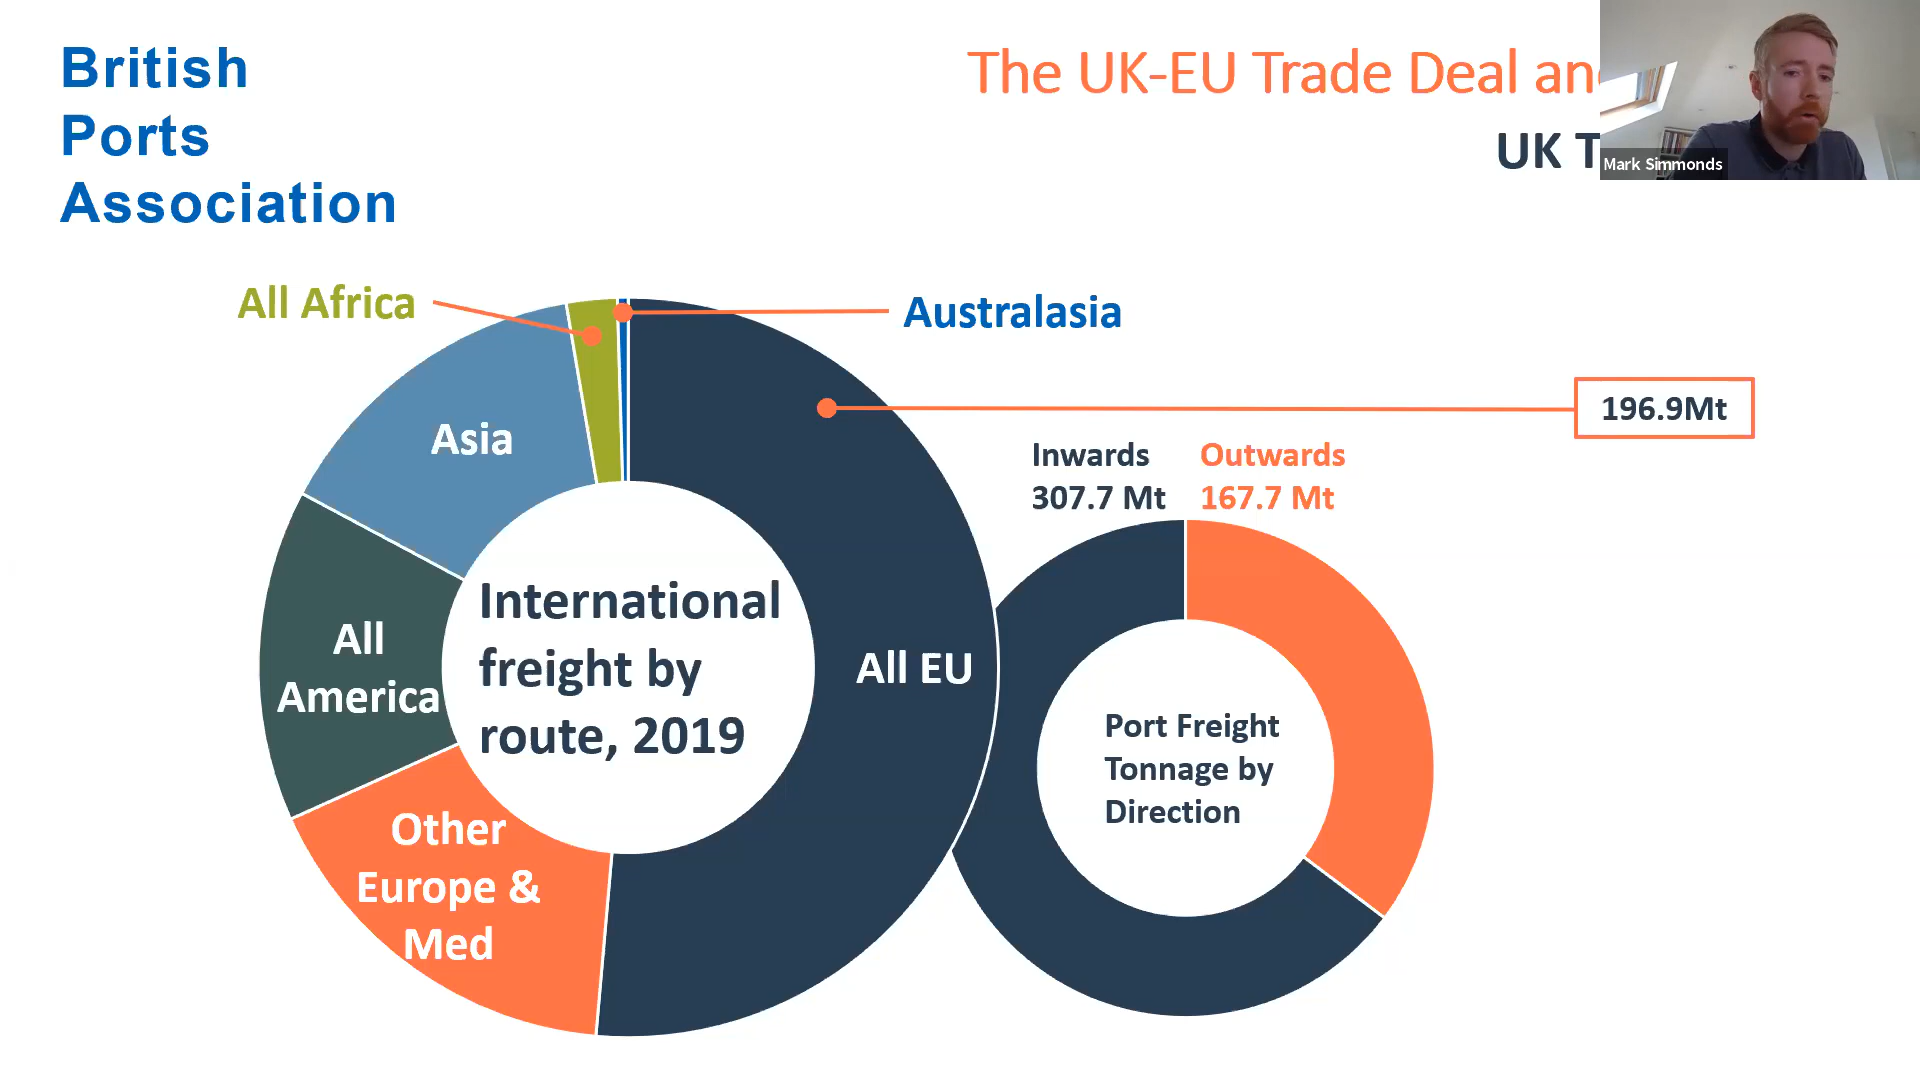 British
Ports
Association
The UK-EU Trade Deal
UK
Mark Simmonds
All Africa
Australasia
196.9Mt
Asia
Inwards
307.7 Mt
Outwards
167.7 Mt
All
America
International
freight by
route, 2019
All EU
Port Freight
Tonnage by
Direction
Other
Europe &
Med